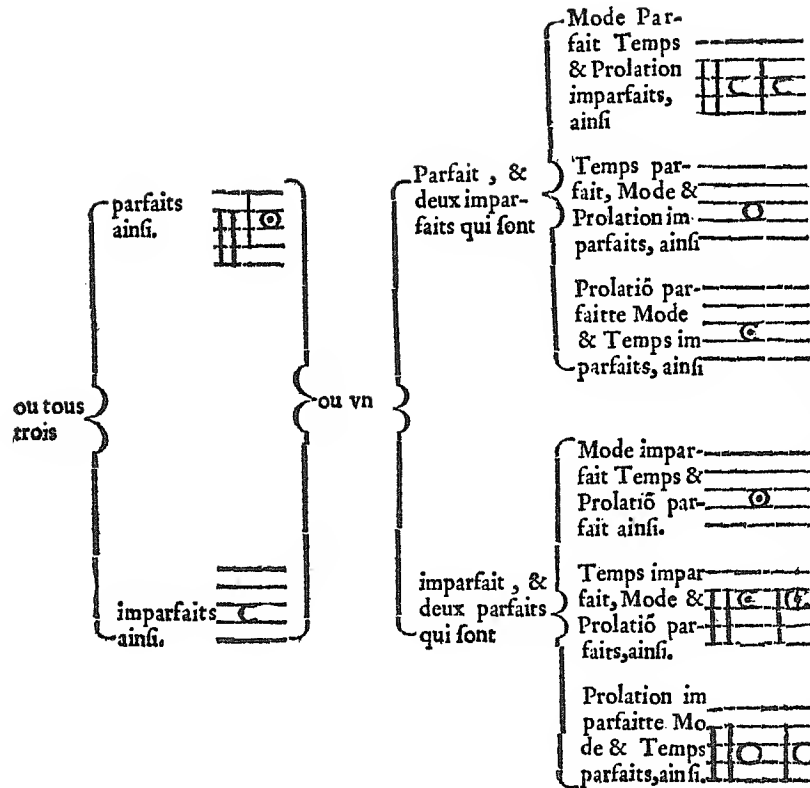 ou tous
trois
parfaits
ainſi.
imparfaits
ainſi.
ou vn
Parfait , &
deux impar-
faits qui ſont
Mode Par-
fait Temps
& Prolation
imparfaits,
ainſi
Temps par-
fait, Mode &
Prolation im
parfaits, ainſi
Prolatiõ par-
faitte Mode
& Temps im
parfaits, ainſi
imparfait , &
deux parfaits
qui ſont
Mode impar-
fait Temps &
Prolatiõ par-
fait ainſi.
Temps impar
fait, Mode &
Prolatiõ par-
faits,ainſi.
Prolation im
parfaitte Mo
de & Temps
parfaits,ainſi.